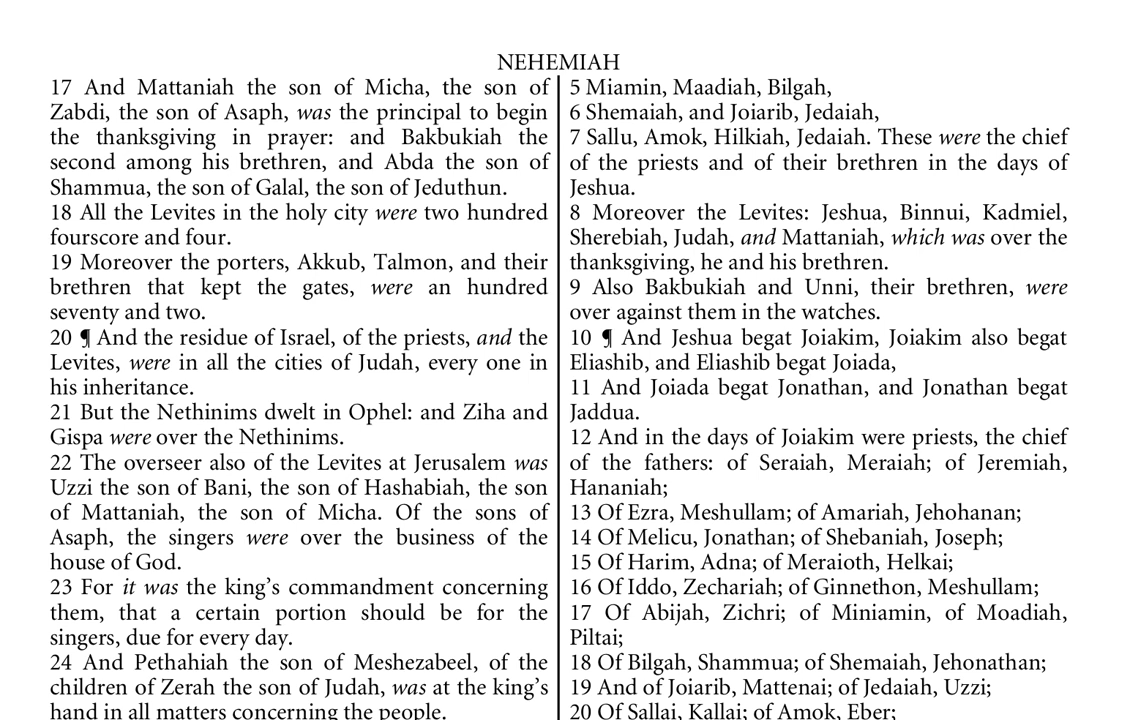 NEHEMIAH
17 And Mattaniah the son of Micha, the son of
Zabdi, the son of Asaph, was the principal to begin
the thanksgiving in prayer: and Bakbukiah the
second among his brethren, and Abda the son of
Shammua, the son of Galal, the son of Jeduthun.
18 All the Levites in the holy city were two hundred
fourscore and four.
19 Moreover the porters, Akkub, Talmon, and their
brethren that kept the gates, were an hundred
seventy and two.
20 ¶ And the residue of Israel, of the priests, and the
Levites, were in all the cities of Judah, every one in
his inheritance.
21 But the Nethinims dwelt in Ophel: and Ziha and
Gispa were over the Nethinims.
22 The overseer also of the Levites at Jerusalem was
Uzzi the son of Bani, the son of Hashabiah, the son
of Mattaniah, the son of Micha. Of the sons of
Asaph, the singers were over the business of the
house of God.
23 For it was the king’s commandment concerning
them, that a certain portion should be for the
singers, due for every day.
24 And Pethahiah the son of Meshezabeel, of the
children of Zerah the son of Judah, was at the king’s
hand in all matters concerning the people.
5 Miamin, Maadiah, Bilgah,
6 Shemaiah, and Joiarib, Jedaiah,
7 Sallu, Amok, Hilkiah, Jedaiah. These were the chief
of the priests and of their brethren in the days of
Jeshua.
8 Moreover the Levites: Jeshua, Binnui, Kadmiel,
Sherebiah, Judah, and Mattaniah, which was over the
thanksgiving, he and his brethren.
9 Also Bakbukiah and Unni, their brethren, were
over against them in the watches.
10 ¶ And Jeshua begat Joiakim, Joiakim also begat
Eliashib, and Eliashib begat Joiada,
11 And Joiada begat Jonathan, and Jonathan begat
Jaddua.
12 And in the days of Joiakim were priests, the chief
of the fathers: of Seraiah, Meraiah; of Jeremiah,
Hananiah;
13 Of Ezra, Meshullam; of Amariah, Jehohanan;
14 Of Melicu, Jonathan; of Shebaniah, Joseph;
15 Of Harim, Adna; of Meraioth, Helkai;
16 Of Iddo, Zechariah; of Ginnethon, Meshullam;
17 Of Abijah, Zichri; of Miniamin, of Moadiah,
Piltai;
18 Of Bilgah, Shammua; of Shemaiah, Jehonathan;
19 And of Joiarib, Mattenai; of Jedaiah, Uzzi;
20 Of Sallai, Kallai; of Amok, Eber;